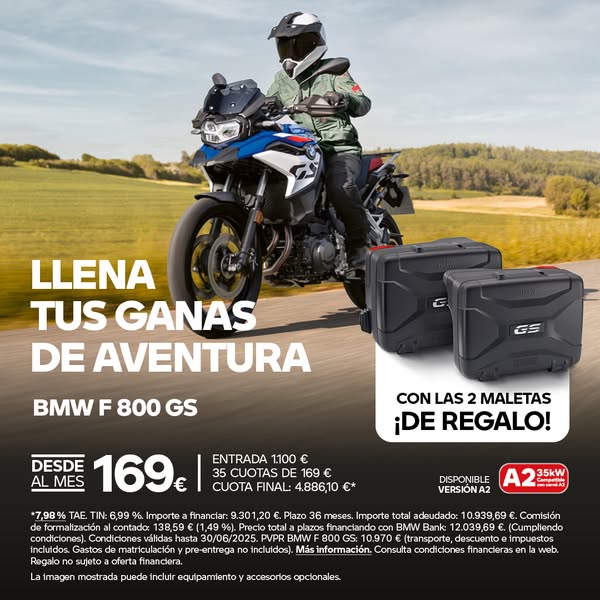 GS
LLENA
TUS GANAS
DE AVENTURA
BMW F 800 GS
GS
CON LAS 2 MALETAS
¡DE REGALO!
DESDE
AL MES
169€
ENTRADA 1.100 €
35 CUOTAS DE 169 €
CUOTA FINAL: 4.886,10 €*
DISPONIBLE
VERSIÓN A2
A2
35kW
Compatible
con carné A2
*7,98 % TAE. TIN: 6,99 %. Importe a financiar: 9.301,20 €. Plazo 36 meses. Importe total adeudado: 10.939,69 €. Comisión
de formalización al contado: 138,59 € (1,49 %). Precio total a plazos financiando con BMW Bank: 12.039,69 €. (Cumpliendo
condiciones). Condiciones válidas hasta 30/06/2025. PVPR BMW F 800 GS: 10.970 € (transporte, descuento e impuestos
incluidos. Gastos de matriculación y pre-entrega no incluidos). Más información. Consulta condiciones financieras en la web.
Regalo no sujeto a oferta financiera.
La imagen mostrada puede incluir equipamiento y accesorios opcionales.